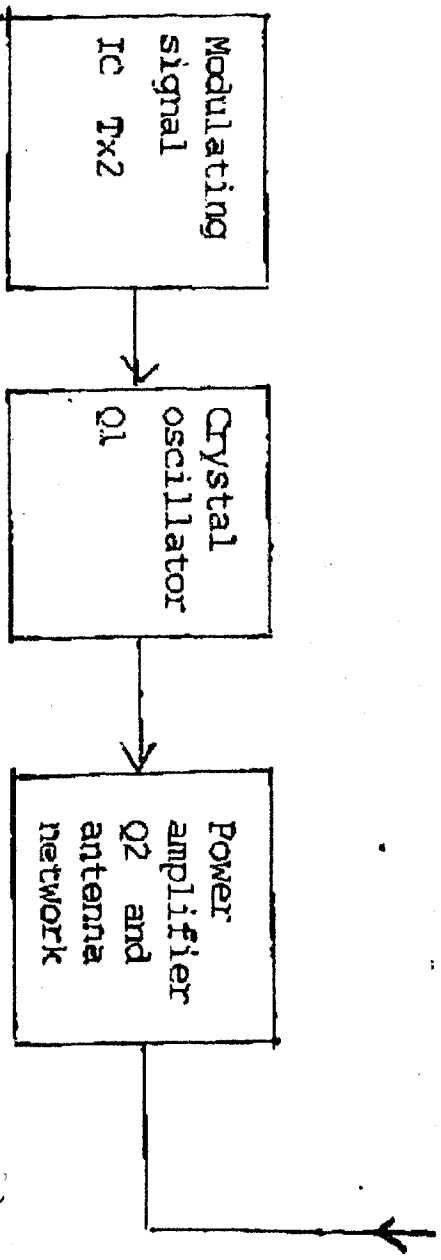 Modulating
signal
IC Tx2
Crystal
oscillator
Q1
Power
amplifier
Q2 and
antenna
network